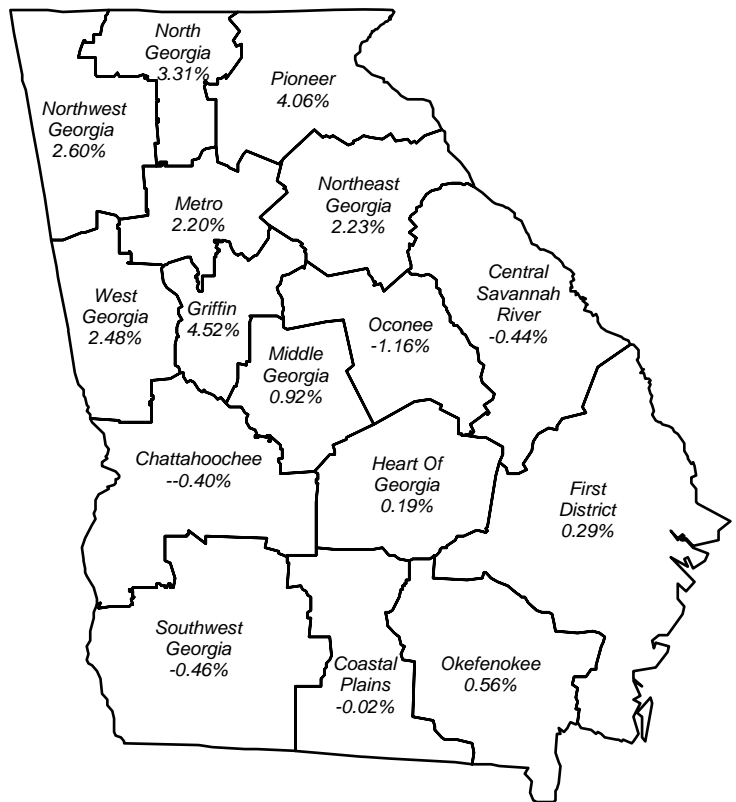 North
Georgia
3.31%
Pioneer
4.06%
Northwest
Georgia
2.60%
Metro
2.20%
Northeast
Georgia
2.23%
Central
Savannah
River
-0.44%
West
Georgia
2.48%
Griffin
4.52%
Oconee
-1.16%
Middle
Georgia
0.92%
Chattahoochee
--0.40%
Heart Of
Georgia
0.19%
First
District
0.29%
Southwest
Georgia
-0.46%
Coastal
Plains
-0.02%
Okefenokee
0.56%